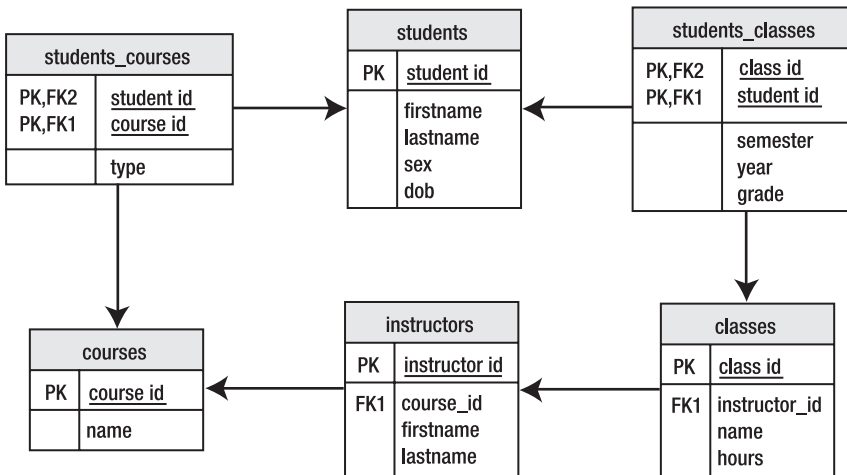 students_courses
PK,FK2 student id
PK,FK1 course id
type
students
PK student id
firstname
lastname
sex
dob
students_classes
PK,FK2 class id
PK,FK1 student id
semester
year
grade
courses
PK course id
name
instructors
PK instructor id
FK1 course_id
firstname
lastname
classes
PK class id
FK1 instructor_id
name
hours